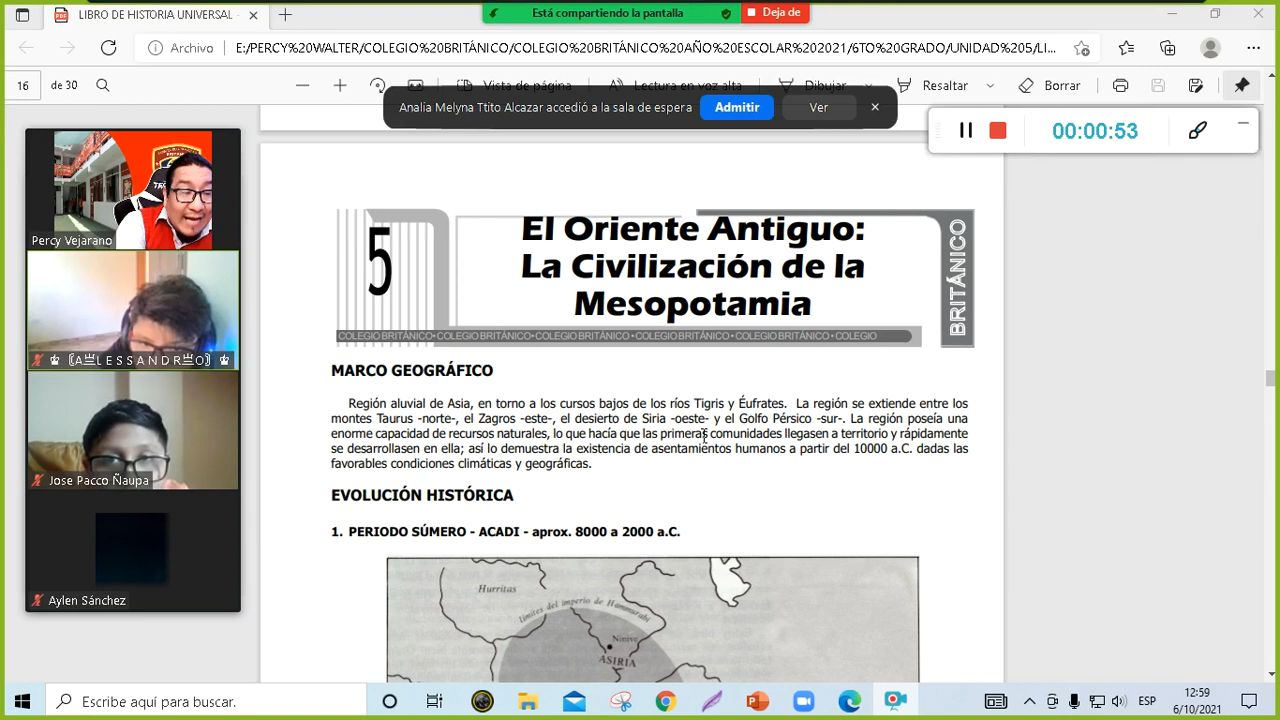 LIBRO DE HISTORIA UNIVERSAL -
Está compartiendo la pantalla
Deja de
Archivo
E:/PERCY%20WALTER/COLEGIO%20BRITÁNICO/COLEGIO%20BRITÁNICO%20AÑO%20ESCOLAR%202021/6TO%20GRADO/UNIDAD%205/LI...
16
de 30
Vista de página
Lectura en voz alta
Dibujar
Resaltar
Borrar
Analía Melyna Ttito Alcazar accedió a la sala de espera
Admitir
Ver
00:00:53
Percy Vejarano
A L E S S A N D R O
Jose Pacco Ñaupa
Aylen Sánchez
5
El Oriente Antiguo:
La Civilización de la
Mesopotamia
BRITÁNICO
COLEGIO BRITÁNICO • COLEGIO BRITÁNICO • COLEGIO BRITÁNICO • COLEGIO BRITÁNICO • COLEGIO BRITÁNICO • COLEGIO
MARCO GEOGRÁFICO
Región aluvial de Asia, en torno a los cursos bajos de los ríos Tigris y Éufrates. La región se extiende entre los
montes Taurus -norte-, el Zagros -este-, el desierto de Siria -oeste- y el Golfo Pérsico -sur-. La región poseía una
enorme capacidad de recursos naturales, lo que hacía que las primeras comunidades llegasen a territorio y rápidamente
se desarrollasen en ella; así lo demuestra la existencia de asentamientos humanos a partir del 10000 a.C. dadas las
favorables condiciones climáticas y geográficas.
EVOLUCIÓN HISTÓRICA
1. PERIODO SÚMERO - ACADI - aprox. 8000 a 2000 a.C.
Hurritas
límites del imperio de Hammurabi
Nínive
ASIRIA
Escribe aquí para buscar
ESP
12:59
6/10/2021